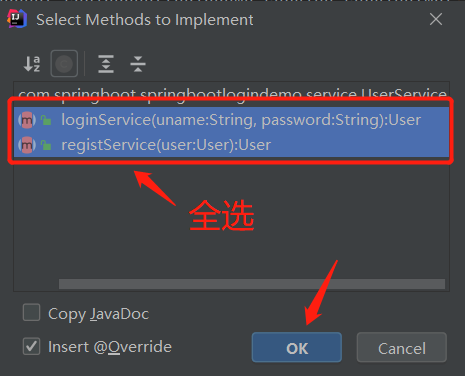 Select Methods to Implement
com.springboot.springbootlogindemo.service.UserService
loginService(uname:String, password:String):User
registService(user:User):User
全选
Copy JavaDoc
Insert @Override
OK
Cancel